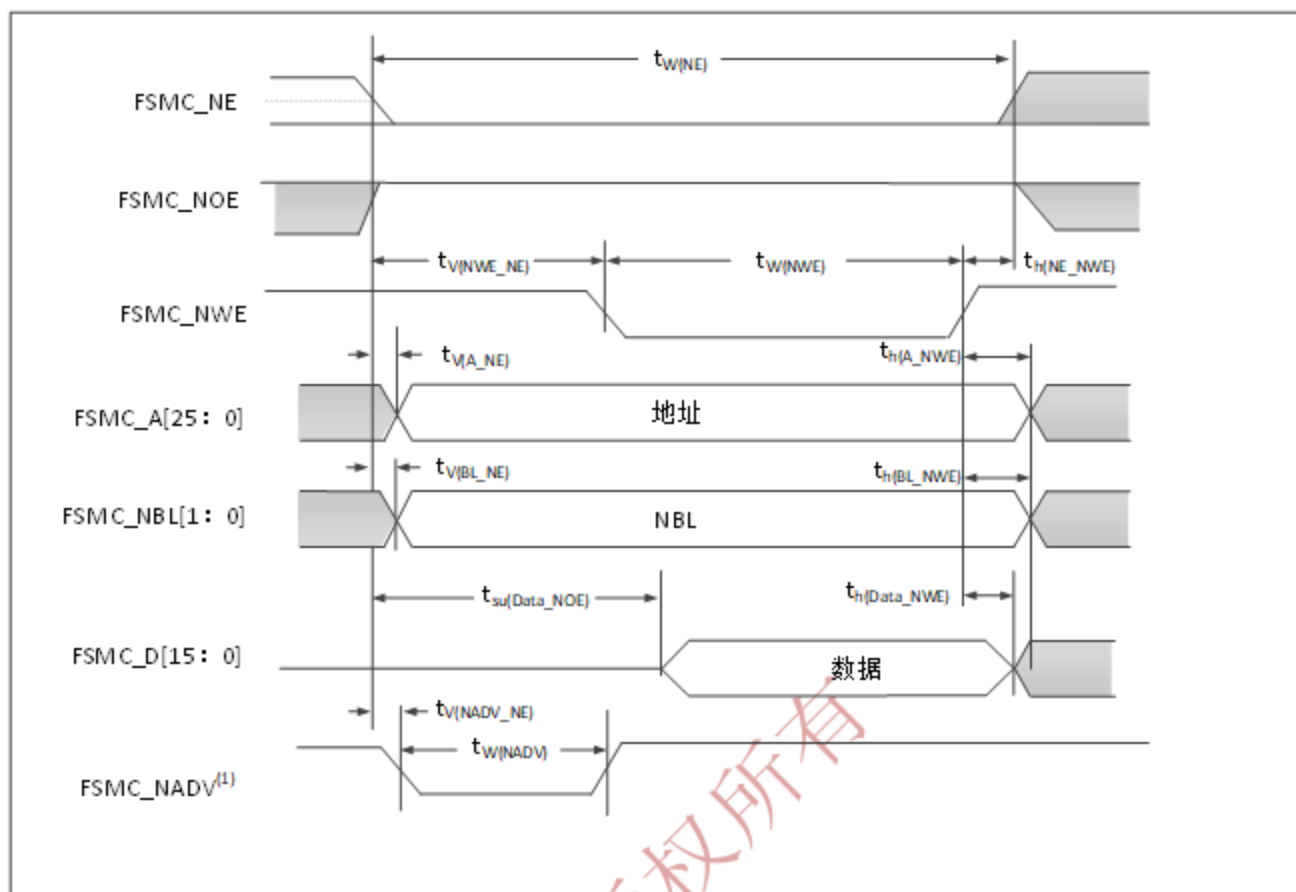 tW(NE)
FSMC_NE
FSMC_NOE
tV(NWE_NE) tW(NWE) th(NE_NWE)
FSMC_NWE
tV(A_NE) th(A_NWE)
FSMC_A[25：0] 地址
tV(BL_NE) th(BL_NWE)
FSMC_NBL[1：0] NBL
tsu(Data_NOE) th(Data_NWE)
FSMC_D[15：0] 数据
tV(NADV_NE)
tW(NADV)
FSMC_NADV(1)
权所有